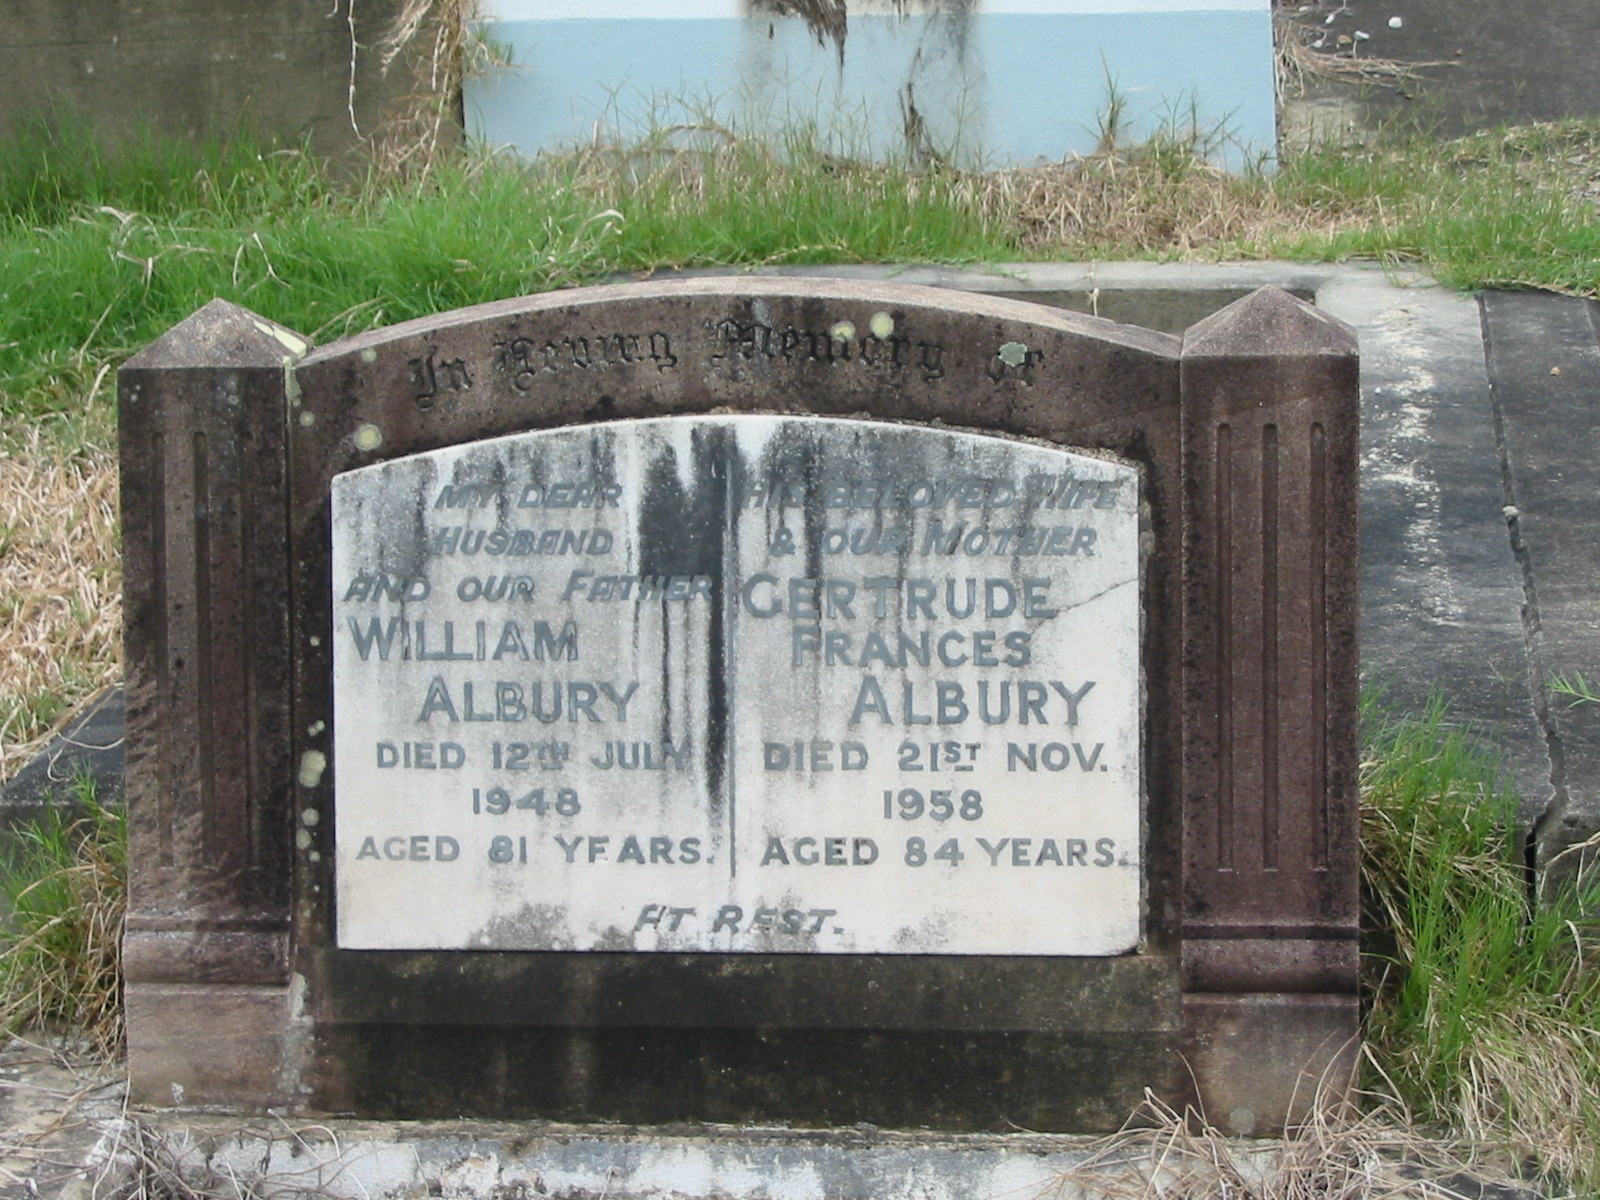 In Loving Memory of
MY DEAR
HUSBAND
AND OUR FATHER
WILLIAM
ALBURY
DIED 12TH JULY
1948
AGED 81 YEARS.
HIS BELOVED WIFE
& OUR MOTHER
GERTRUDE
FRANCES
ALBURY
DIED 21ST NOV.
1958
AGED 84 YEARS.
AT REST.